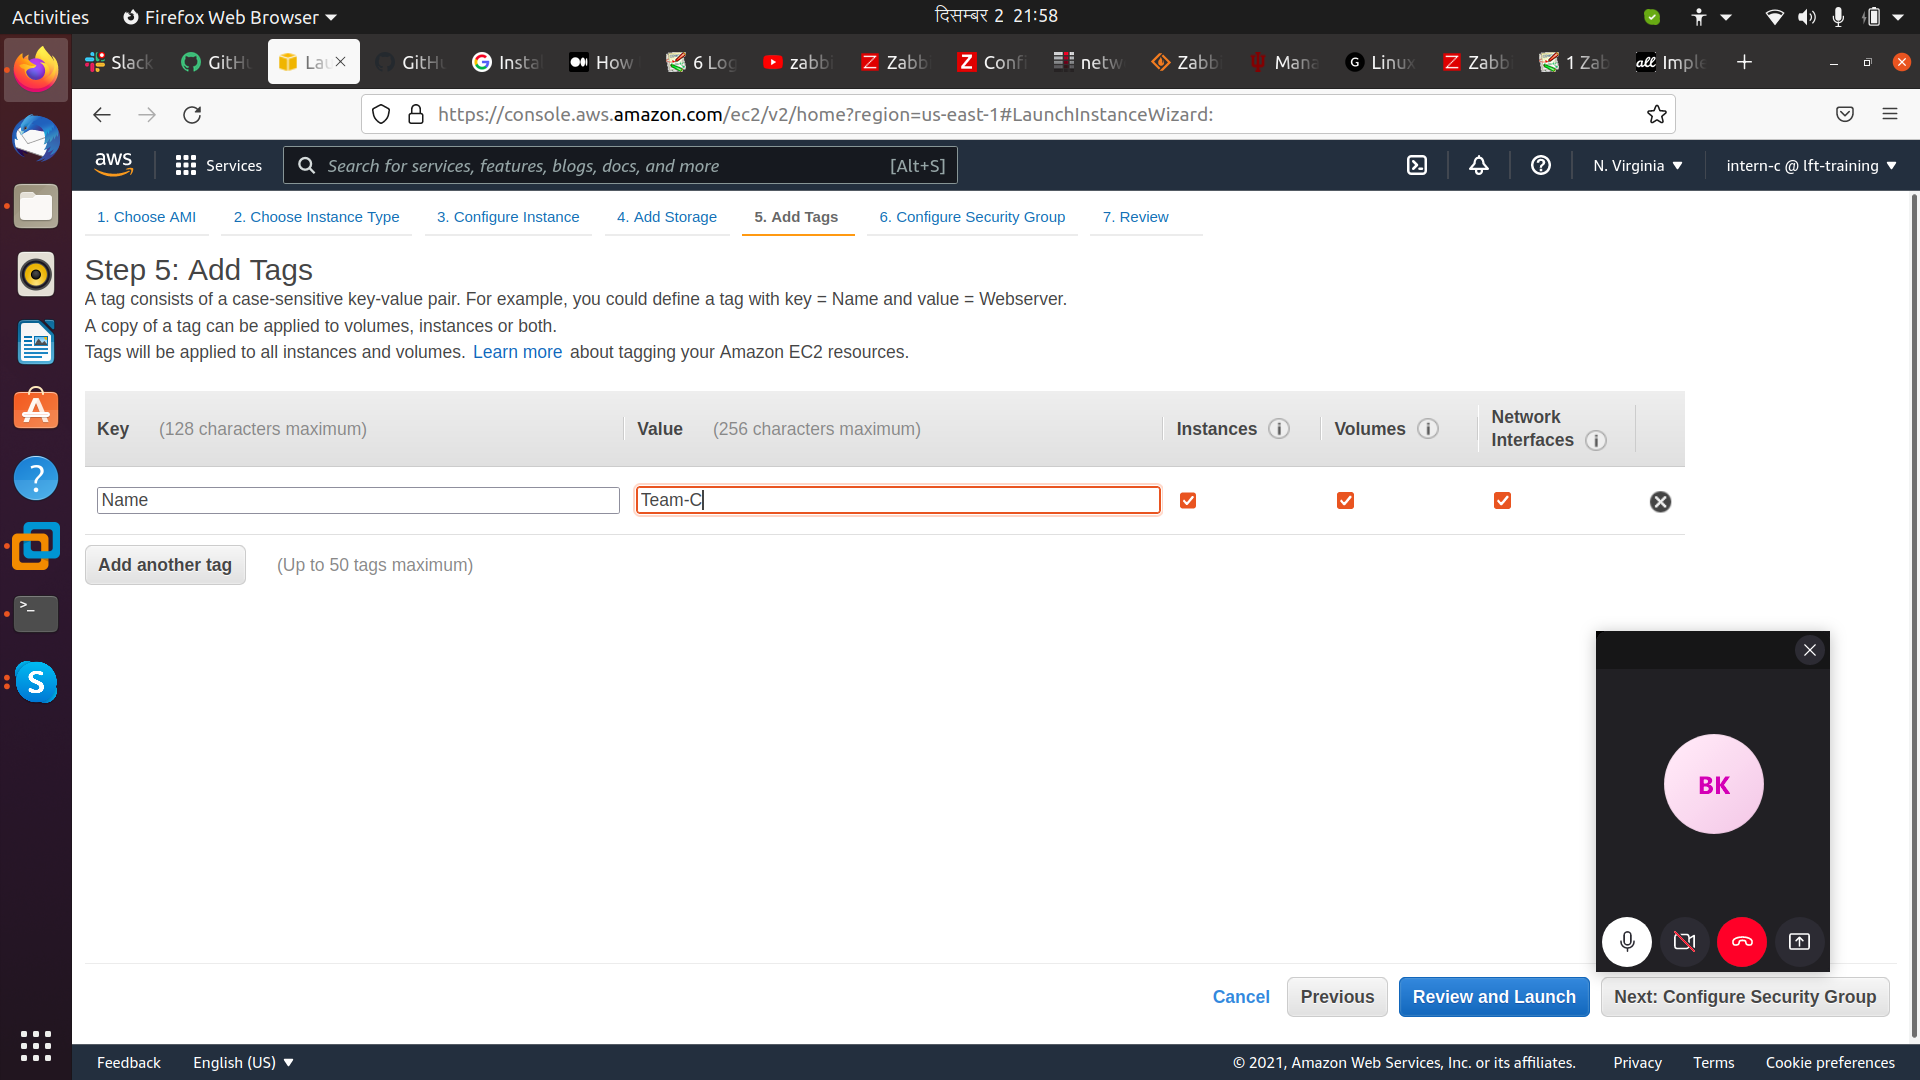 Activities Firefox Web Browser दिसम्बर 2 21:58
Slack GitHu Lau GitHu Insta How 6 Log zabbi Zabb Confi netw Zabbi Mana Linux Zabb 1 Zab all Imple
https://console.aws.amazon.com/ec2/v2/home?region=us-east-1#LaunchInstanceWizard:
aws Services Search for services, features, blogs, docs, and more [Alt+S] N. Virginia intern-c @ lft-training
1. Choose AMI 2. Choose Instance Type 3. Configure Instance 4. Add Storage 5. Add Tags 6. Configure Security Group 7. Review
Step 5: Add Tags
A tag consists of a case-sensitive key-value pair. For example, you could define a tag with key = Name and value = Webserver.
A copy of a tag can be applied to volumes, instances or both.
Tags will be applied to all instances and volumes. Learn more about tagging your Amazon EC2 resources.
Key (128 characters maximum) Value (256 characters maximum) Instances Volumes Network Interfaces
Name Team-C
Add another tag (Up to 50 tags maximum)
BK
Cancel Previous Review and Launch Next: Configure Security Group
Feedback English (US) © 2021, Amazon Web Services, Inc. or its affiliates. Privacy Terms Cookie preferences